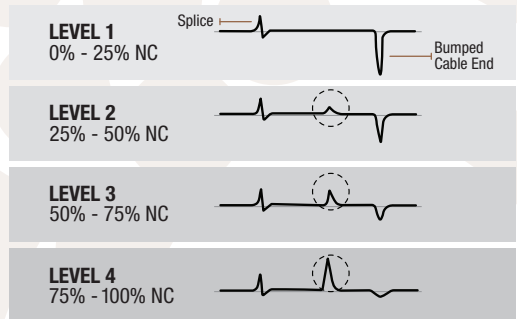 LEVEL 1
0% - 25% NC
Splice
Bumped
Cable End
LEVEL 2
25% - 50% NC
LEVEL 3
50% - 75% NC
LEVEL 4
75% - 100% NC